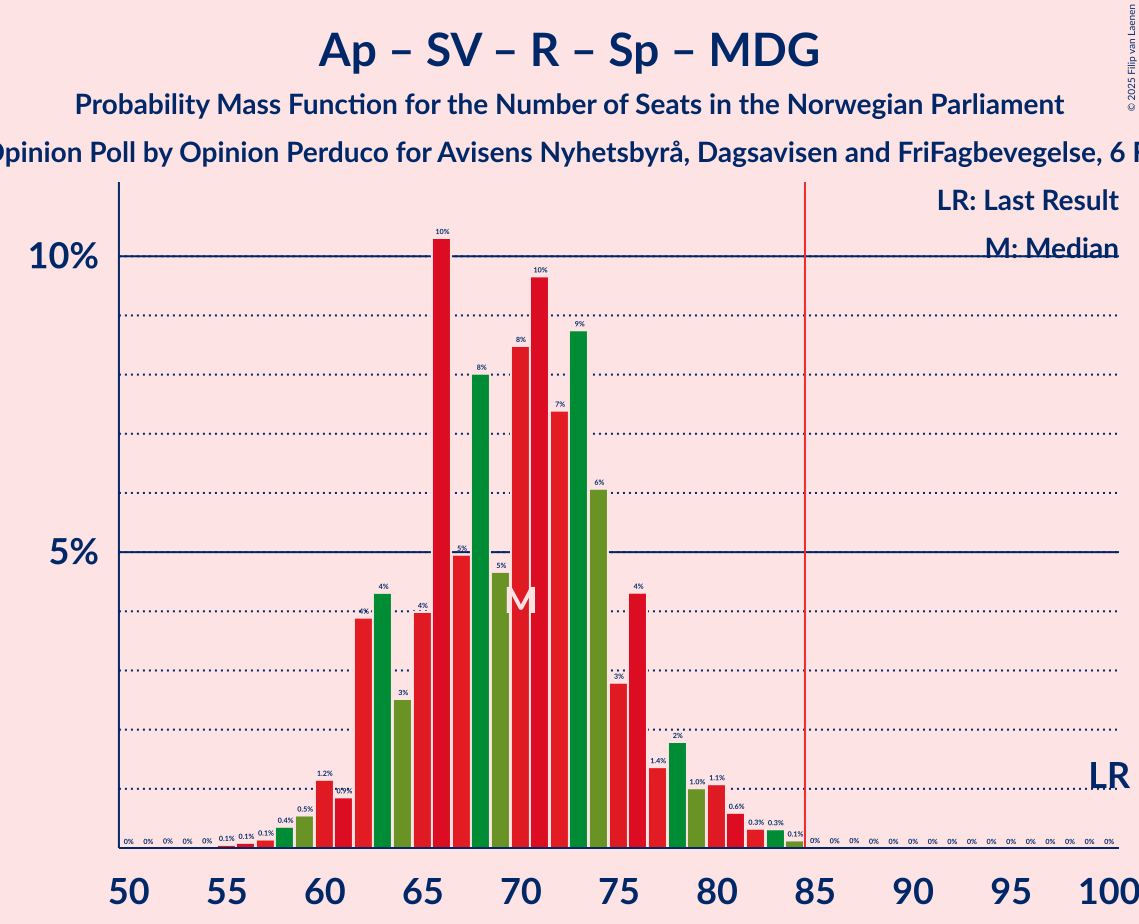 Ap – SV – R – Sp – MDG
Probability Mass Function for the Number of Seats in the Norwegian Parliament
Opinion Poll by Opinion Perduco for Avisens Nyhetsbyrå, Dagsavisen and FriFagbevegelse, 6
© 2025 Filip van Laenen
LR: Last Result
M: Median
10%
5%
0% 0% 0% 0% 0% 0.1% 0.1% 0.1% 0.4% 0.5% 1.2% 0.9% 4% 4% 3% 4% 10% 5% 8% 5% 8% 10% 7% 9% 6% 3% 4% 1.4% 2% 1.0% 1.1% 0.6% 0.3% 0.3% 0.1% 0% 0% 0% 0% 0% 0% 0% 0% 0% 0% 0% 0% 0% 0% 0% 0%
M
LR
50 55 60 65 70 75 80 85 90 95 100